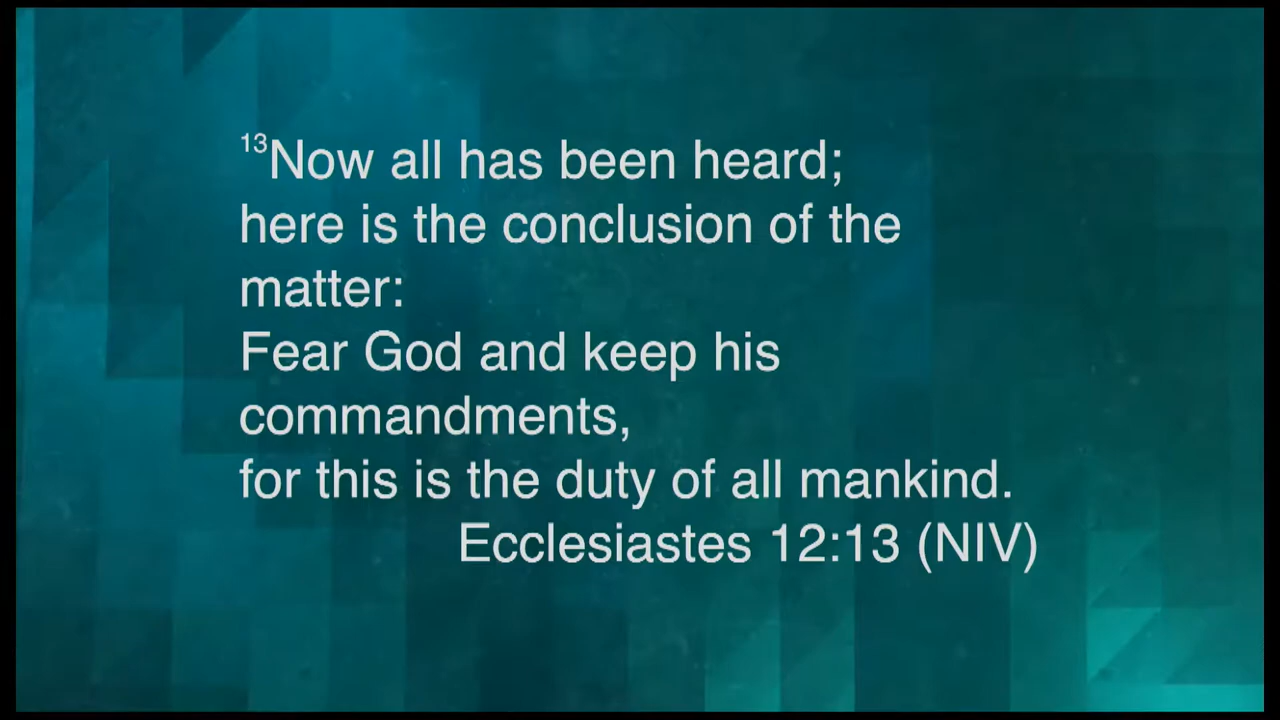 13Now all has been heard;
here is the conclusion of the
matter:
Fear God and keep his
commandments,
for this is the duty of all mankind.
Ecclesiastes 12:13 (NIV)